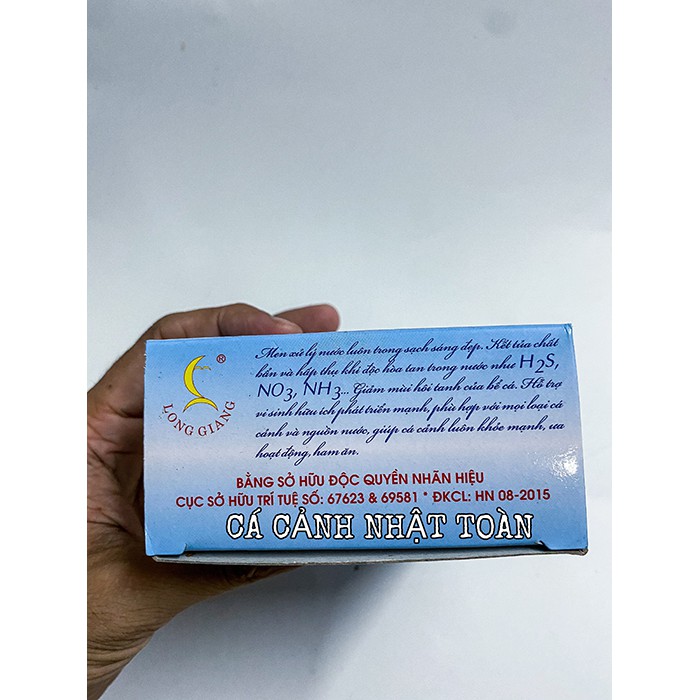 LONG GIANG ®
Men xử lý nước luôn trong sạch sáng đẹp. Kết tủa chất
bẩn và hấp thụ khí độc hòa tan trong nước như H2S,
NO3, NH3... Giảm mùi hôi tanh của bể cá. Hỗ trợ
vi sinh hữu ích phát triển mạnh, phù hợp với mọi loại cá
cảnh và nguồn nước, giúp cá cảnh luôn khỏe mạnh, ưa
hoạt động, ham ăn.
BẰNG SỞ HỮU ĐỘC QUYỀN NHÃN HIỆU
CỤC SỞ HỮU TRÍ TUỆ SỐ: 67623 & 69581 * ĐKCL: HN 08-2015
CÁ CẢNH NHẬT TOÀN